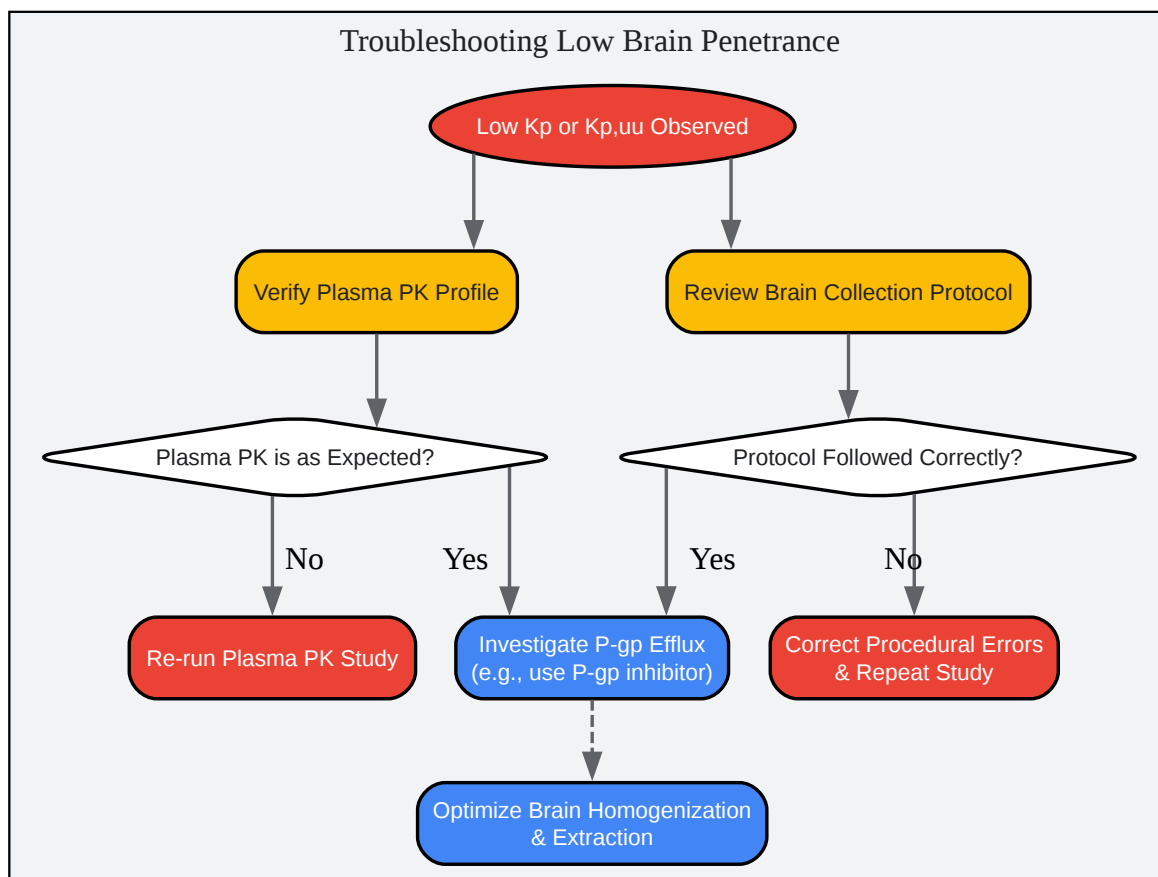 Troubleshooting Low Brain Penetrance
Low Kp or Kp,uu Observed
Verify Plasma PK Profile
Review Brain Collection Protocol
Plasma PK is as Expected?
Protocol Followed Correctly?
No
Yes
Yes
No
Re-run Plasma PK Study
Investigate P-gp Efflux
(e.g., use P-gp inhibitor)
Correct Procedural Errors
& Repeat Study
Optimize Brain Homogenization
& Extraction